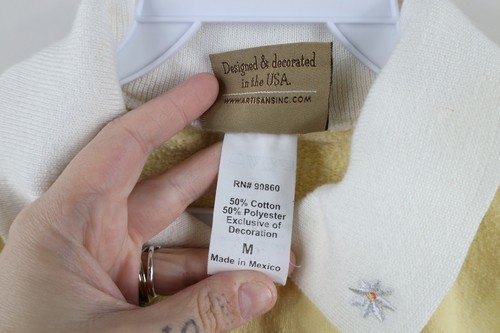 Designed & decorated
in the USA.
WWW.ARTISANSINC.COM
RN# 90860
50% Cotton
50% Polyester
Exclusive of
Decoration
M
Made in Mexico